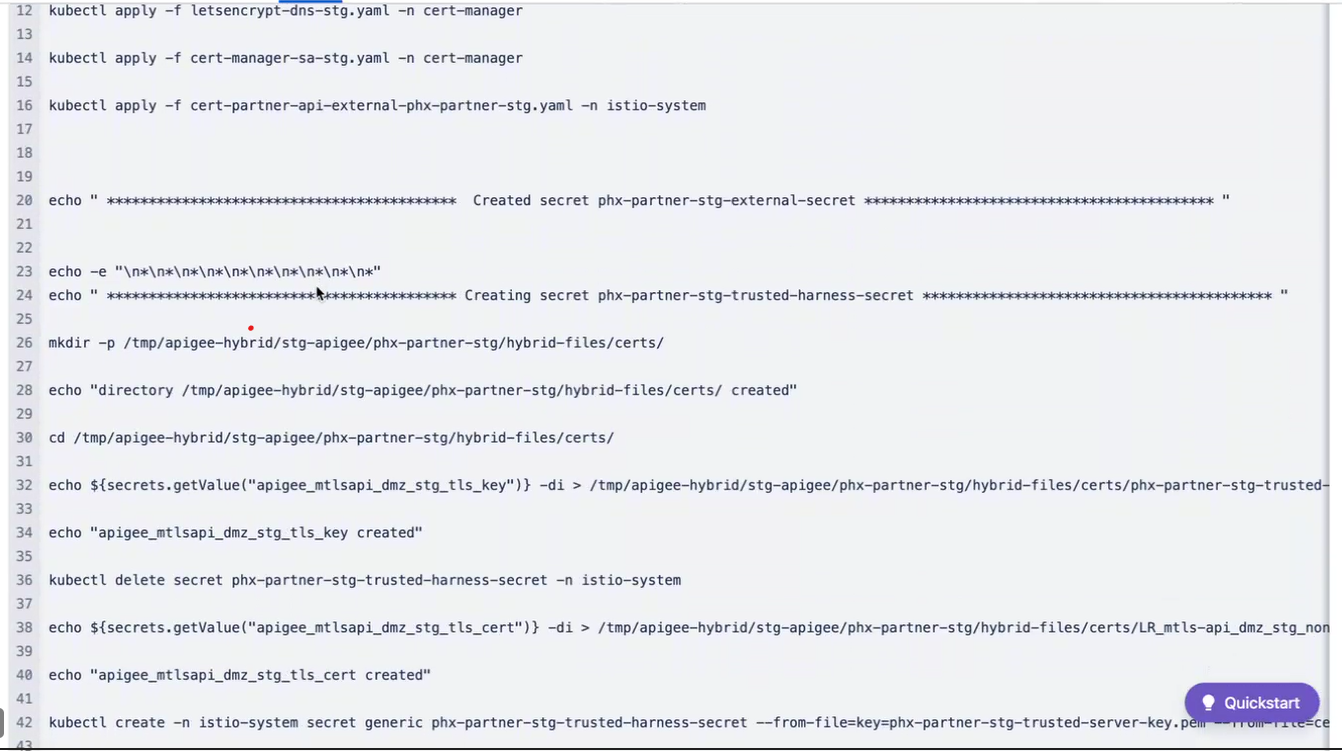 12 kubectl apply -f letsencrypt-dns-stg.yaml -n cert-manager
13
14 kubectl apply -f cert-manager-sa-stg.yaml -n cert-manager
15
16 kubectl apply -f cert-partner-api-external-phx-partner-stg.yaml -n istio-system
17
18
19
20 echo " ****************************************** Created secret phx-partner-stg-external-secret ****************************************** "
21
22
23 echo -e "\n*\n*\n*\n*\n*\n*\n*\n*\n*\n*"
24 echo " ****************************************** Creating secret phx-partner-stg-trusted-harness-secret ****************************************** "
25
26 mkdir -p /tmp/apigee-hybrid/stg-apigee/phx-partner-stg/hybrid-files/certs/
27
28 echo "directory /tmp/apigee-hybrid/stg-apigee/phx-partner-stg/hybrid-files/certs/ created"
29
30 cd /tmp/apigee-hybrid/stg-apigee/phx-partner-stg/hybrid-files/certs/
31
32 echo ${secrets.getValue("apigee_mtlsapi_dmz_stg_tls_key")} -di > /tmp/apigee-hybrid/stg-apigee/phx-partner-stg/hybrid-files/certs/phx-partner-stg-trusted-
33
34 echo "apigee_mtlsapi_dmz_stg_tls_key created"
35
36 kubectl delete secret phx-partner-stg-trusted-harness-secret -n istio-system
37
38 echo ${secrets.getValue("apigee_mtlsapi_dmz_stg_tls_cert")} -di > /tmp/apigee-hybrid/stg-apigee/phx-partner-stg/hybrid-files/certs/LR_mtls-api_dmz_stg_non
39
40 echo "apigee_mtlsapi_dmz_stg_tls_cert created"
41
Quickstart
42 kubectl create -n istio-system secret generic phx-partner-stg-trusted-harness-secret --from-file=key=phx-partner-stg-trusted-server-key.pem --from-file=ce
43